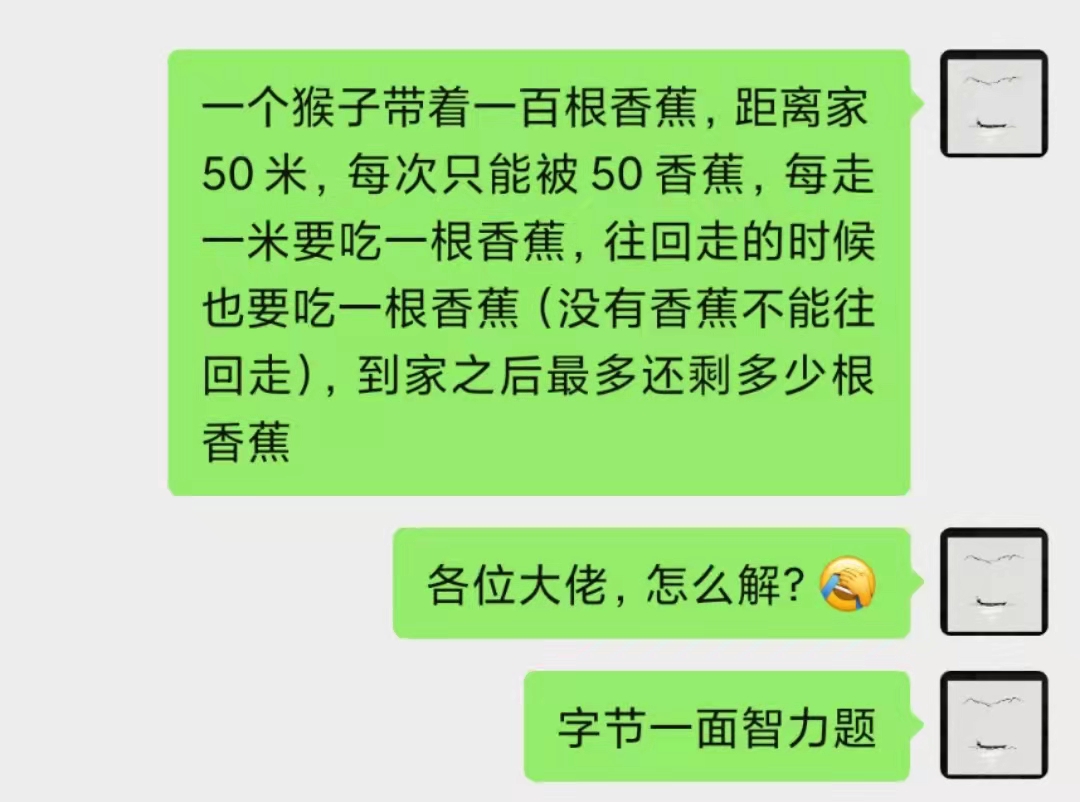 一个猴子带着一百根香蕉，距离家
50 米，每次只能被 50 香蕉，每走
一米要吃一根香蕉，往回走的时候
也要吃一根香蕉（没有香蕉不能往
回走），到家之后最多还剩多少根
香蕉
各位大佬，怎么解？
字节一面智力题